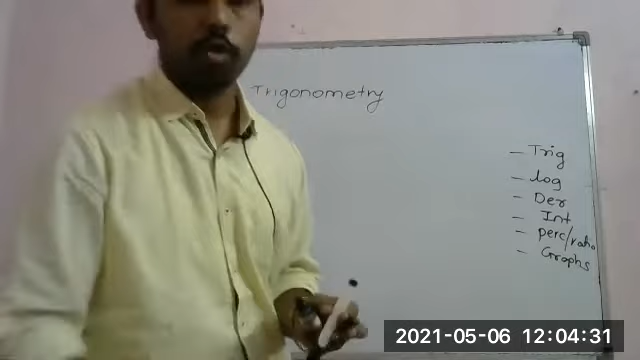 Trigonometry
- Trig
- log
- Der
- Int
- perc/ratio
- Graphs
2021-05-06 12:04:31